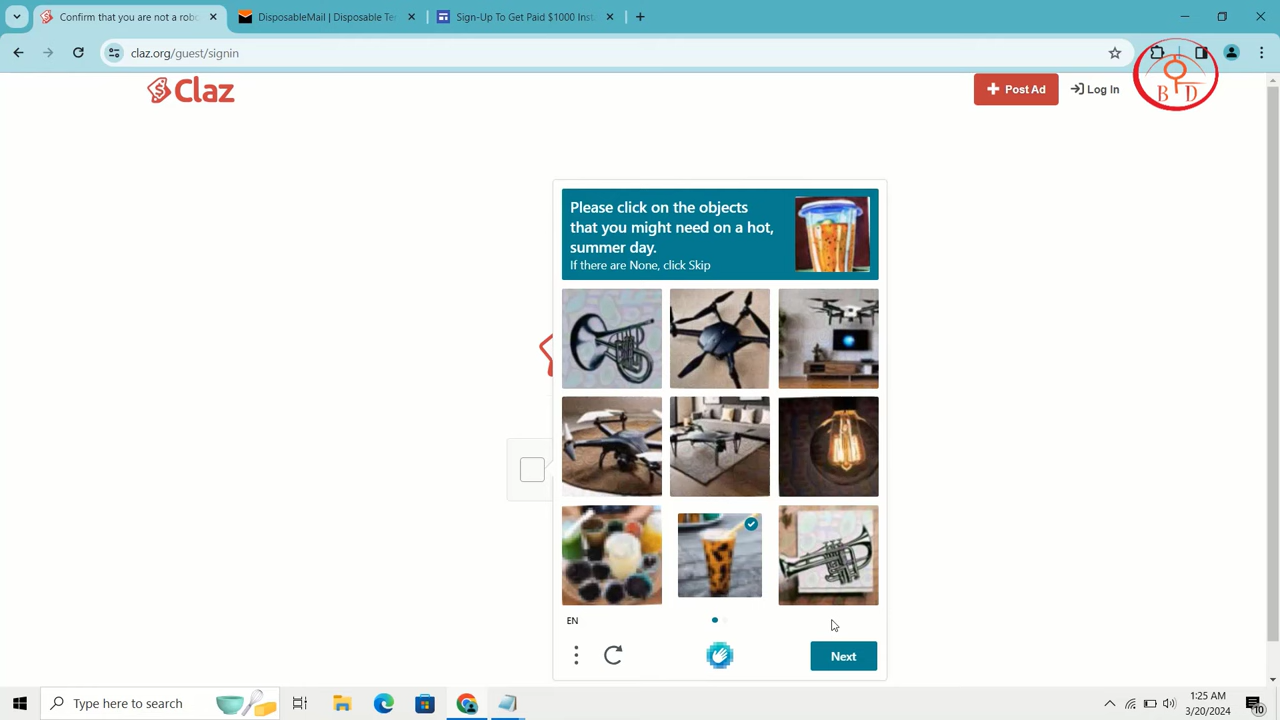 Confirm that you are not a rob
DisposableMail | Disposable Te
Sign-Up To Get Paid $1000 Inst
claz.org/guest/signin
Claz
Post Ad
Log In
B D
Please click on the objects
that you might need on a hot,
summer day.
If there are None, click Skip
EN
Next
Type here to search
1:25 AM
3/20/2024
10